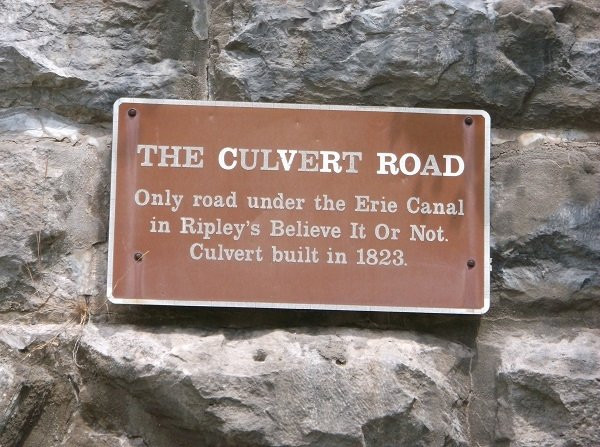 THE CULVERT ROAD
Only road under the Erie Canal
in Ripley's Believe It Or Not.
Culvert built in 1823.